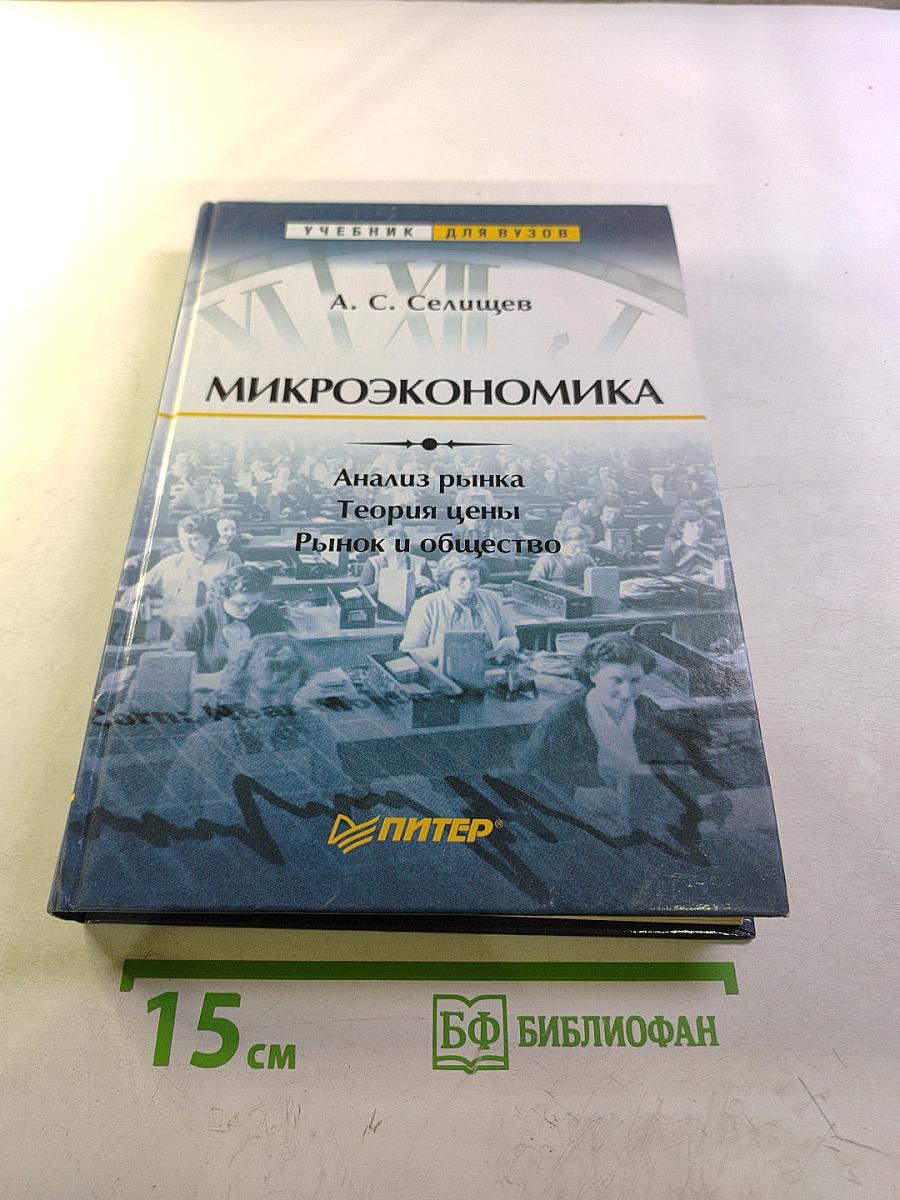 УЧЕБНИК ДЛЯ ВУЗОВ
А. С. Селищев
МИКРОЭКОНОМИКА
Анализ рынка
Теория цены
Рынок и общество
ПИТЕР®
15 см
БФ БИБЛИОФАН